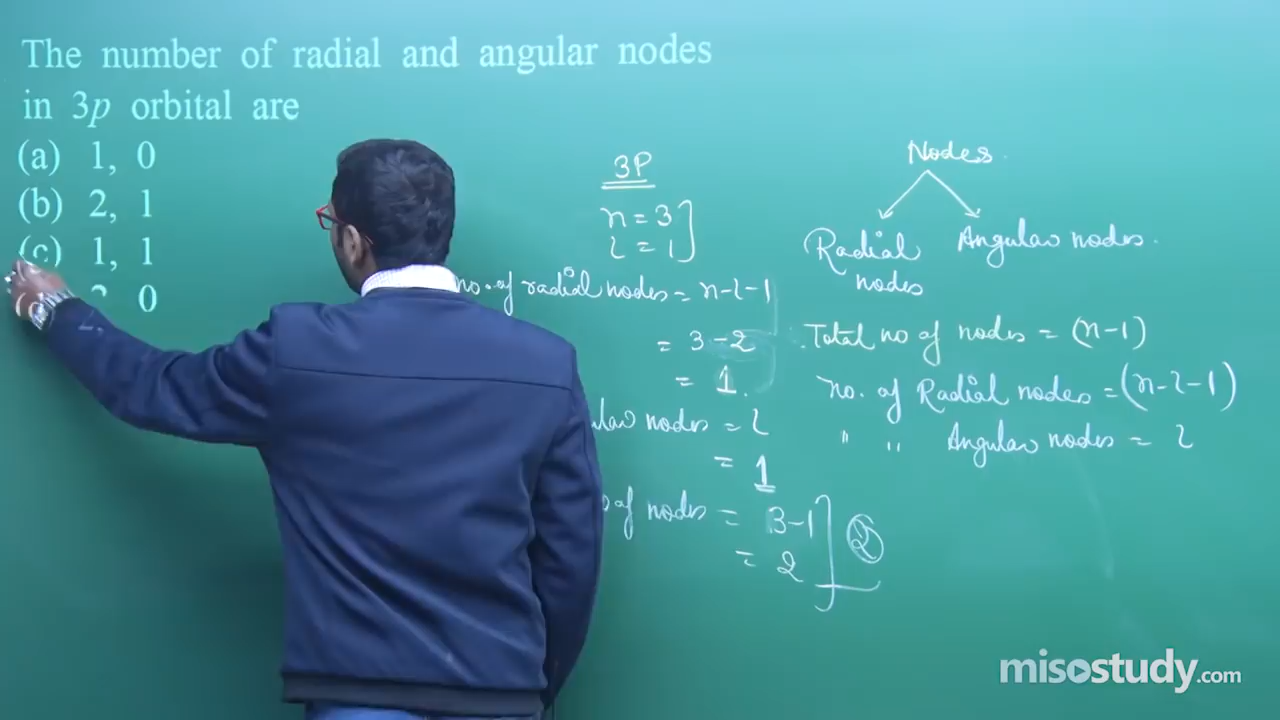 The number of radial and angular nodes
in 3p orbital are
(a) 1, 0
(b) 2, 1
(c) 1, 1
2, 0
3P
n = 3
l = 1
no. of radial nodes = n-l-1
= 3-2
= 1.
nodes = l
= 1
of nodes = 3-1
= 2
2
Nodes.
Radial nodes
Angular nodes.
Total no of nodes = (n-1)
no. of Radial nodes = (n-l-1)
" " Angular nodes = l
misostudy.com